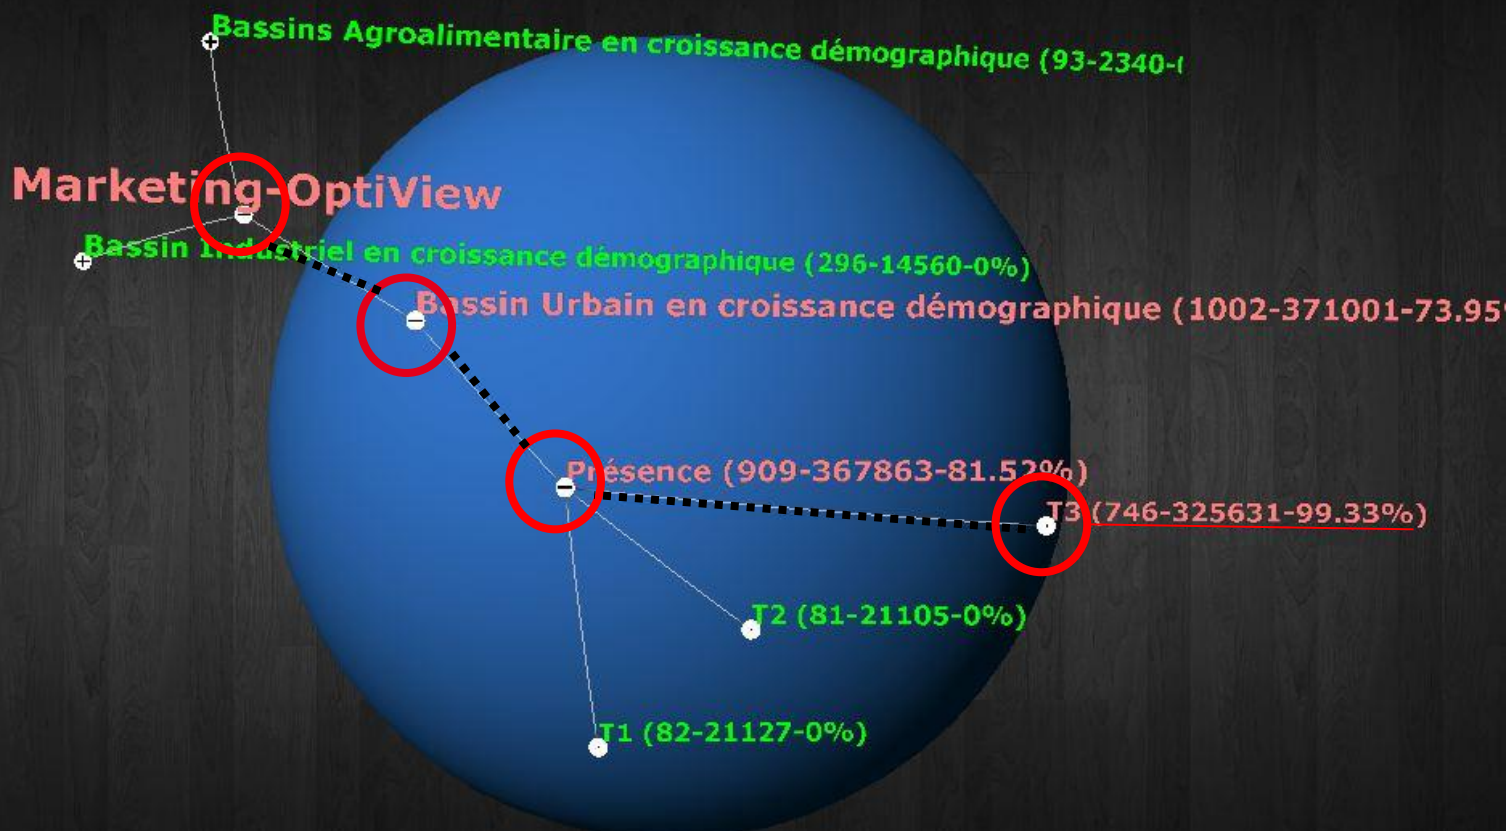 Bassins Agroalimentaire en croissance démographique (93-2340-(
Marketing-OptiView
Bassin Industriel en croissance démographique (296-14560-0%)
Bassin Urbain en croissance démographique (1002-371001-73.95
Présence (909-367863-81.52%)
T3 (746-325631-99.33%)
T2 (81-21105-0%)
T1 (82-21127-0%)